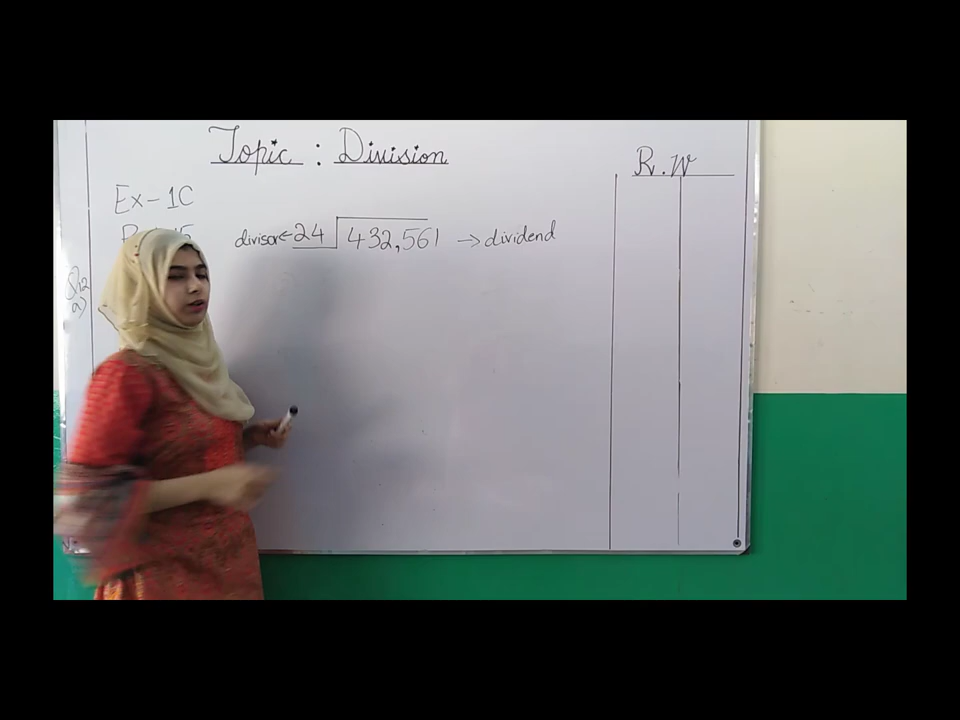 Topic : Division
R.W
Ex-1C
divisor← 24 432,561 → dividend
a)